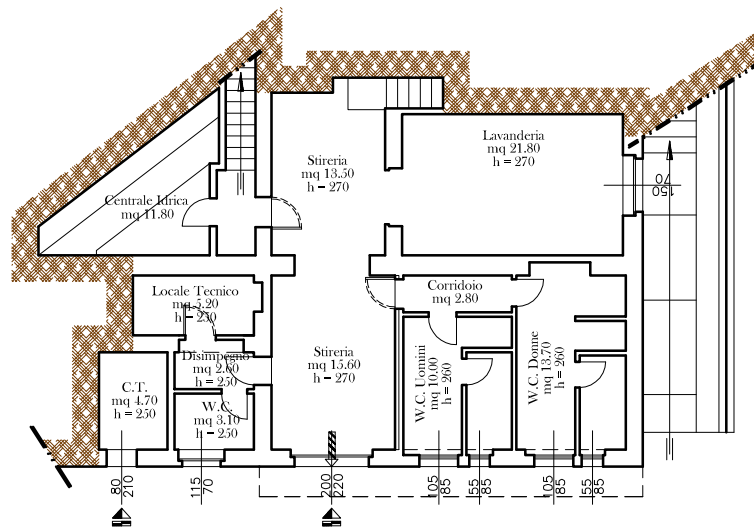 Lavanderia
mq 21.80
h = 270
Stireria
mq 13.50
h = 270
Centrale Idrica
mq 11.80
150
70
Locale Tecnico
mq 5.20
h = 250
Corridoio
mq 2.80
Disimpegno
mq 2.60
h = 250
Stireria
mq 15.60
h = 270
W.C. Uomini
mq 10.00
h = 260
W.C. Donne
mq 13.70
h = 260
C.T.
mq 4.70
h = 250
W.C.
mq 3.10
h = 250
80
210
115
70
200
220
105
85
55
85
105
85
55
85